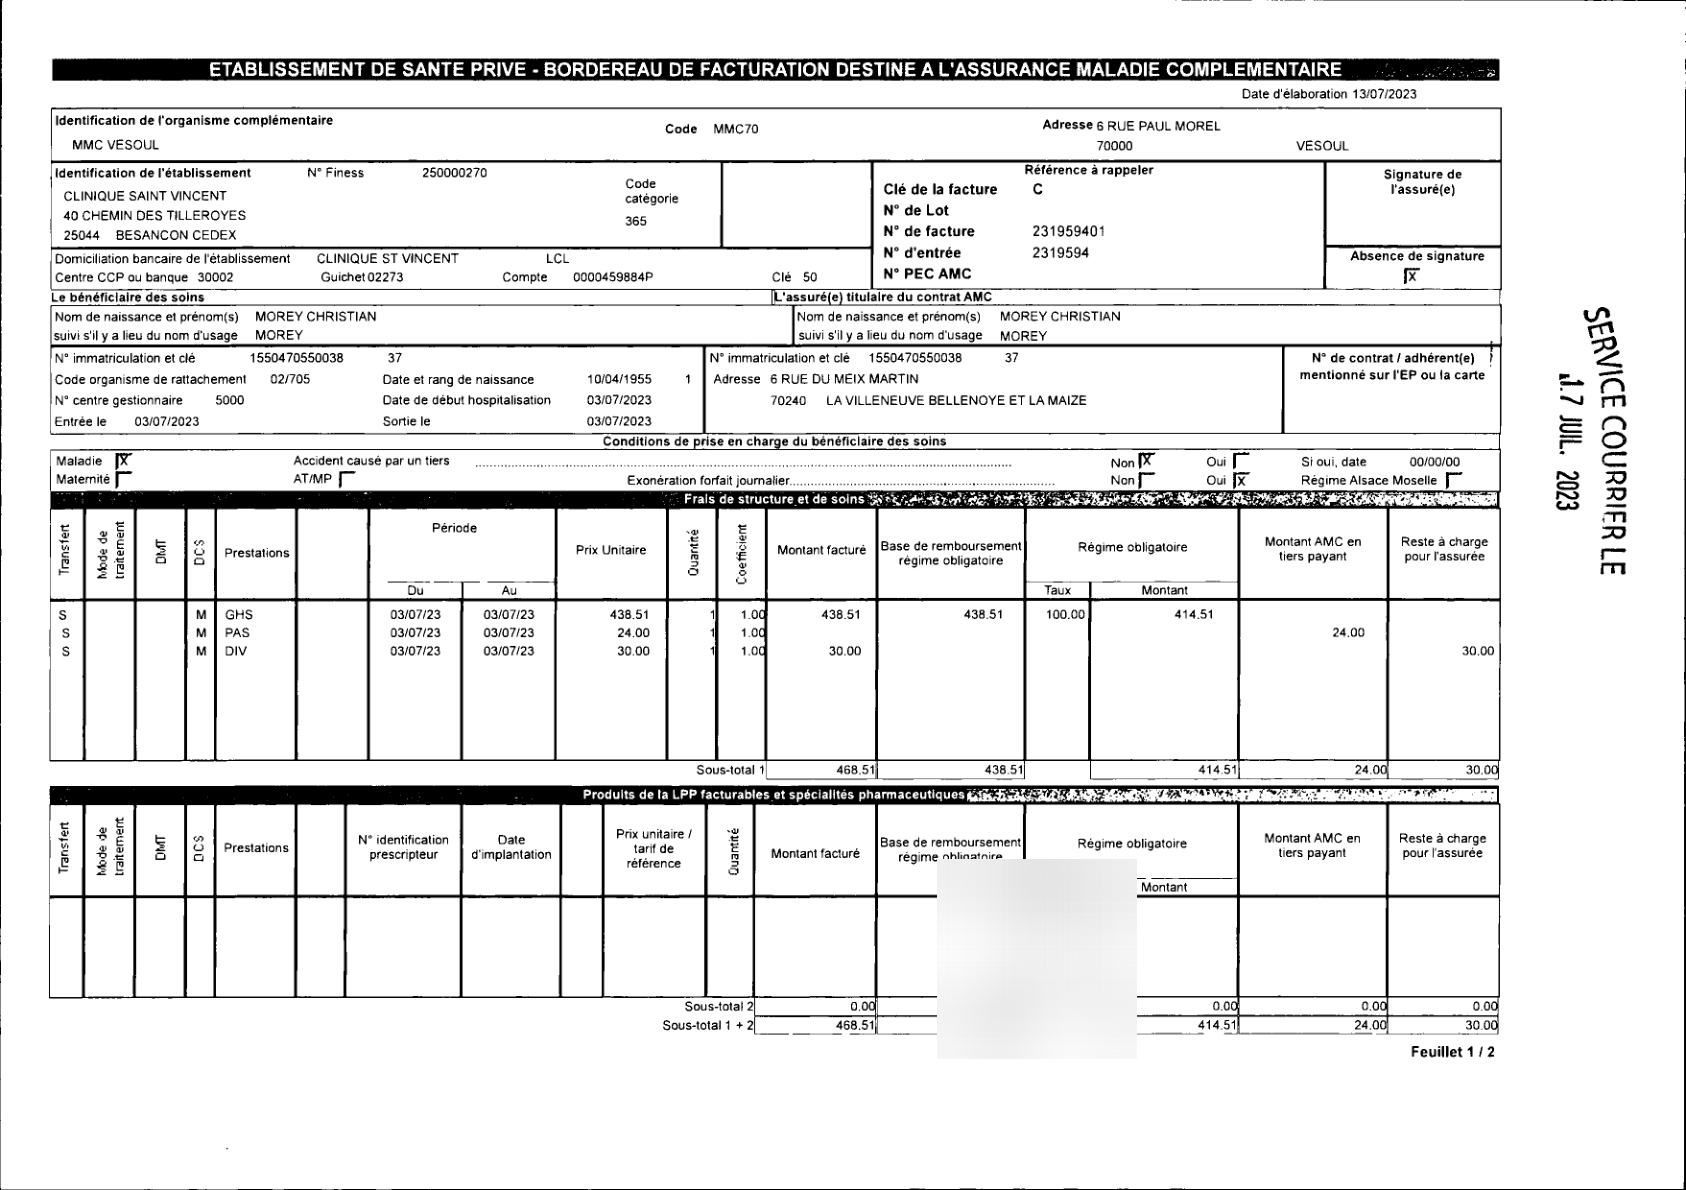 ETABLISSEMENT DE SANTE PRIVE - BORDEREAU DE FACTURATION DESTINE A L'ASSURANCE MALADIE COMPLEMENTAIRE
Date d'élaboration 13/07/2023
Identification de l'organisme complémentaire Code MMC70 Adresse 6 RUE PAUL MOREL
MMC VESOUL 70000 VESOUL
Identification de l'établissement N° Finess 250000270
CLINIQUE SAINT VINCENT
40 CHEMIN DES TILLEROYES
25044 BESANCON CEDEX
Code
catégorie
365
Référence à rappeler
Clé de la facture C
N° de Lot
N° de facture 231959401
N° d'entrée 2319594
N° PEC AMC
Signature de
l'assuré(e)
Absence de signature
X
Domiciliation bancaire de l'établissement CLINIQUE ST VINCENT LCL
Centre CCP ou banque 30002 Guichet 02273 Compte 0000459884P Clé 50
Le bénéficiaire des soins L'assuré(e) titulaire du contrat AMC
Nom de naissance et prénom(s) MOREY CHRISTIAN Nom de naissance et prénom(s) MOREY CHRISTIAN
suivi s'il y a lieu du nom d'usage MOREY suivi s'il y a lieu du nom d'usage MOREY
N° immatriculation et clé 1550470550038 37 N° immatriculation et clé 1550470550038 37 N° de contrat / adhérent(e)
Code organisme de rattachement 02/705 Date et rang de naissance 10/04/1955 1 Adresse 6 RUE DU MEIX MARTIN mentionné sur l'EP ou la carte
N° centre gestionnaire 5000 Date de début hospitalisation 03/07/2023 70240 LA VILLENEUVE BELLENOYE ET LA MAIZE
Entrée le 03/07/2023 Sortie le 03/07/2023
Conditions de prise en charge du bénéficiaire des soins
Maladie X Accident causé par un tiers Non X Oui Si oui, date 00/00/00
Maternité AT/MP Exonération forfait journalier Non Oui X Régime Alsace Moselle
Frais de structure et de soins
Transfert Mode de traitement DMT DCS Prestations Période Prix Unitaire Quantité Coefficient Montant facturé Base de remboursement régime obligatoire Régime obligatoire Montant AMC en tiers payant Reste à charge pour l'assurée
Du Au Taux Montant
S M GHS 03/07/23 03/07/23 438.51 1 1.00 438.51 438.51 100.00 414.51
S M PAS 03/07/23 03/07/23 24.00 1 1.00 24.00
S M DIV 03/07/23 03/07/23 30.00 1 1.00 30.00 30.00
Sous-total 1 468.51 438.51 414.51 24.00 30.00
Produits de la LPP facturables et spécialités pharmaceutiques
Transfert Mode de traitement DMT DCS Prestations N° identification prescripteur Date d'implantation Prix unitaire / tarif de référence Quantité Montant facturé Base de remboursement régime obligatoire Régime obligatoire Montant AMC en tiers payant Reste à charge pour l'assurée
Montant
Sous-total 2 0.00 0.00 0.00 0.00
Sous-total 1 + 2 468.51 414.51 24.00 30.00
Feuillet 1 / 2
SERVICE COURRIER LE
17 JUIL. 2023